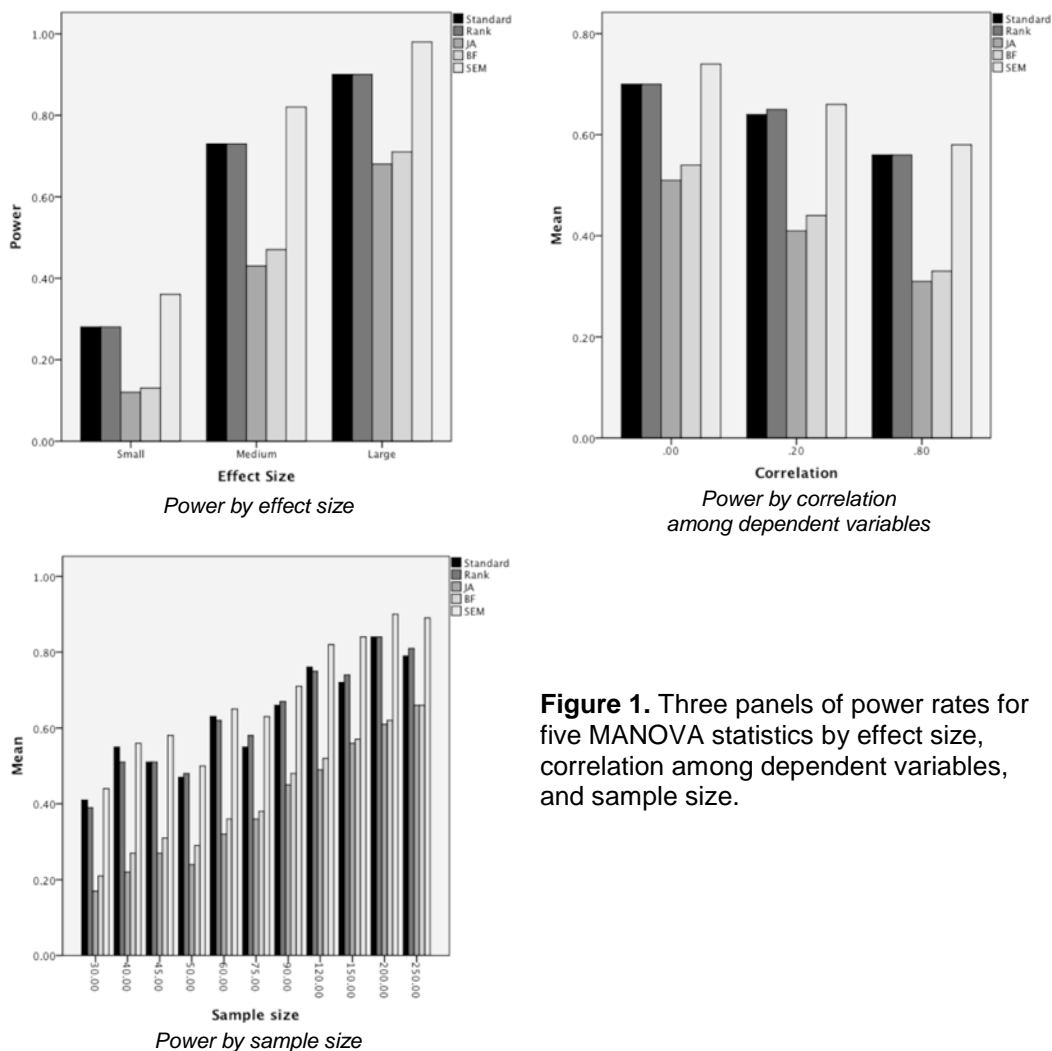 Standard
Rank
JA
BF
SEM
1.00
0.80
0.60
0.40
0.20
0.00
Power
Small Medium Large
Effect Size
Power by effect size
Standard
Rank
JA
BF
SEM
0.80
0.60
0.40
0.20
0.00
Mean
.00 .20 .80
Correlation
Power by correlation
among dependent variables
Standard
Rank
JA
BF
SEM
1.00
0.80
0.60
0.40
0.20
0.00
Mean
30.00 40.00 45.00 50.00 60.00 75.00 90.00 120.00 150.00 200.00 250.00
Sample size
Power by sample size
Figure 1. Three panels of power rates for
five MANOVA statistics by effect size,
correlation among dependent variables,
and sample size.